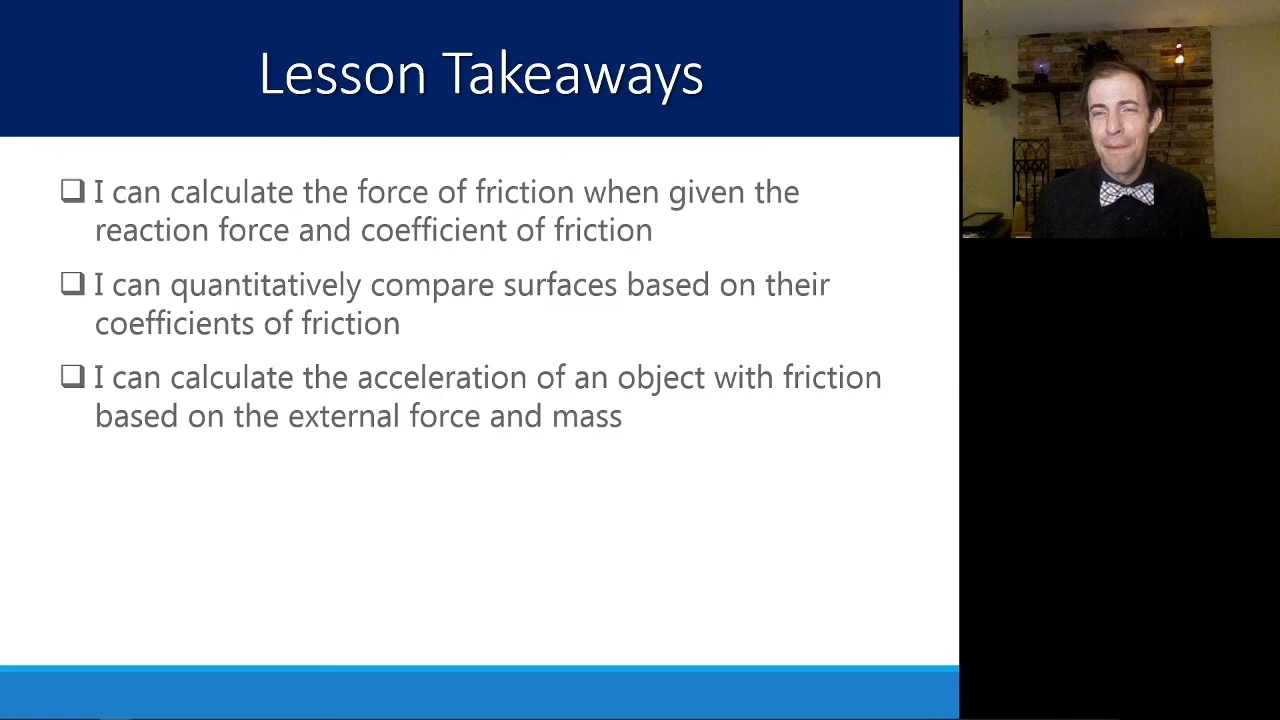 Lesson Takeaways
❑ I can calculate the force of friction when given the
reaction force and coefficient of friction
❑ I can quantitatively compare surfaces based on their
coefficients of friction
❑ I can calculate the acceleration of an object with friction
based on the external force and mass